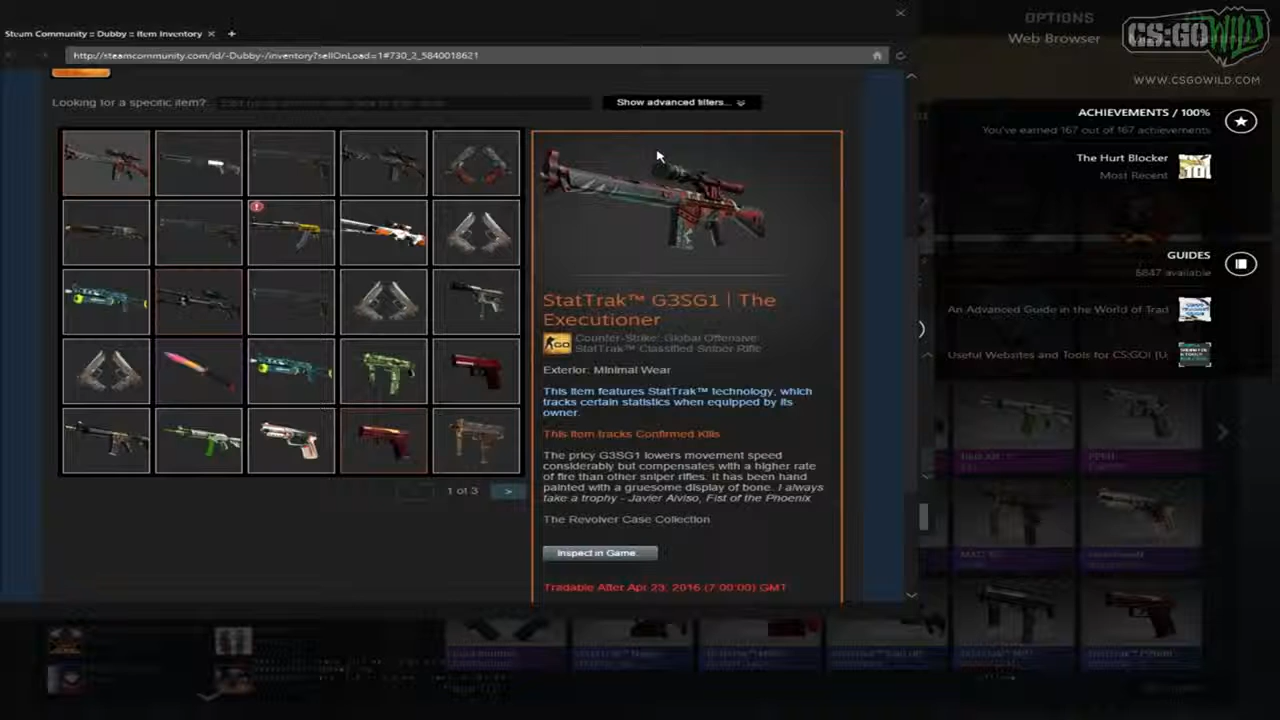 OPTIONS
Web Browser
CS:GO WILD
WWW.CSGOWILD.COM
Steam Community :: Dubby :: Item Inventory × +
http://steamcommunity.com/id/-Dubby-/inventory?sellOnLoad=1#730_2_5840018621
Looking for a specific item?
Show advanced filters...
ACHIEVEMENTS / 100%
You've earned 167 out of 167 achievements
The Hurt Blocker
Most Recent
GUIDES
5847 available
An Advanced Guide in the World of Trad
Useful Websites and Tools for CS:GO! [U
StatTrak™ G3SG1 | The
Executioner
GO
Counter-Strike: Global Offensive
StatTrak™ Classified Sniper Rifle
Exterior: Minimal Wear
This item features StatTrak™ technology, which
tracks certain statistics when equipped by its
owner.
This item tracks Confirmed Kills
The pricy G3SG1 lowers movement speed
considerably but compensates with a higher rate
of fire than other sniper rifles. It has been hand
painted with a gruesome display of bone. I always
take a trophy - Javier Alviso, Fist of the Phoenix
The Revolver Case Collection
1 of 3 >
Inspect in Game...
Tradable After Apr 23, 2016 (7:00:00) GMT